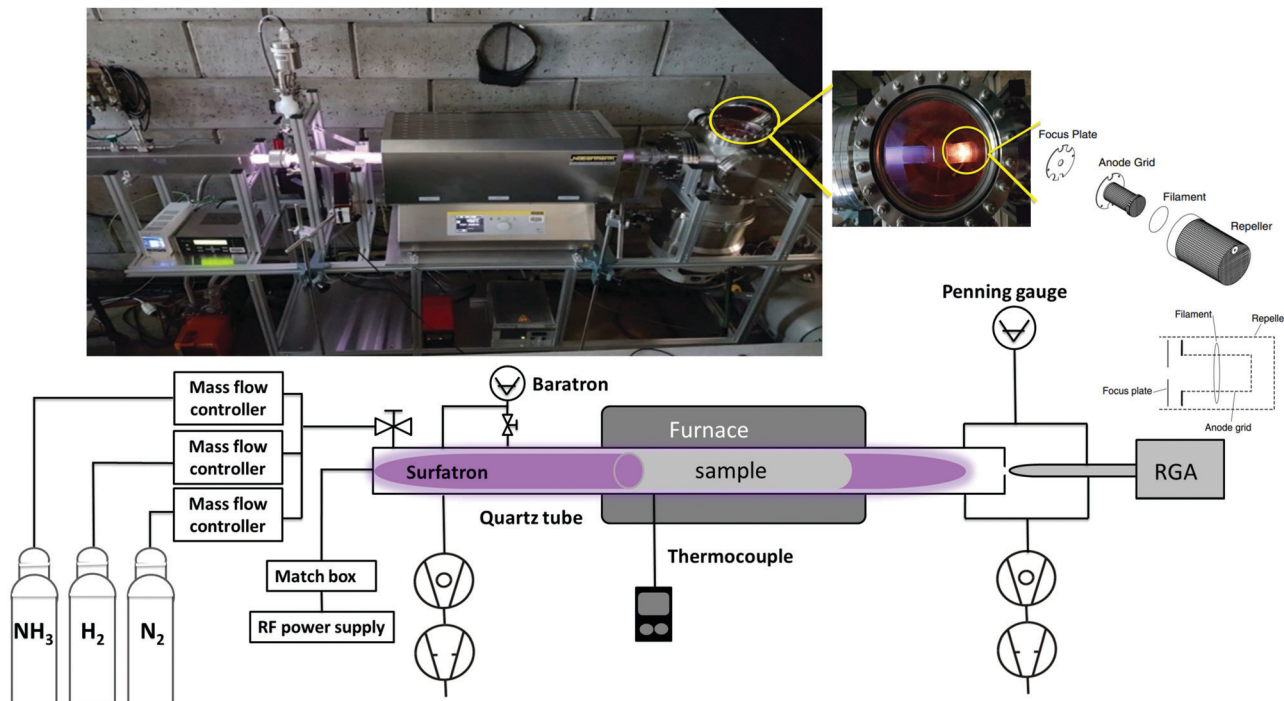 Focus Plate
Anode Grid
Filament
Repeller
Penning gauge
Filament
Repelle
Focus plate
Anode grid
Mass flow
controller
Baratron
Mass flow
controller
Furnace
Surfatron
sample
RGA
Mass flow
controller
Quartz tube
Thermocouple
Match box
RF power supply
NH3
H2
N2